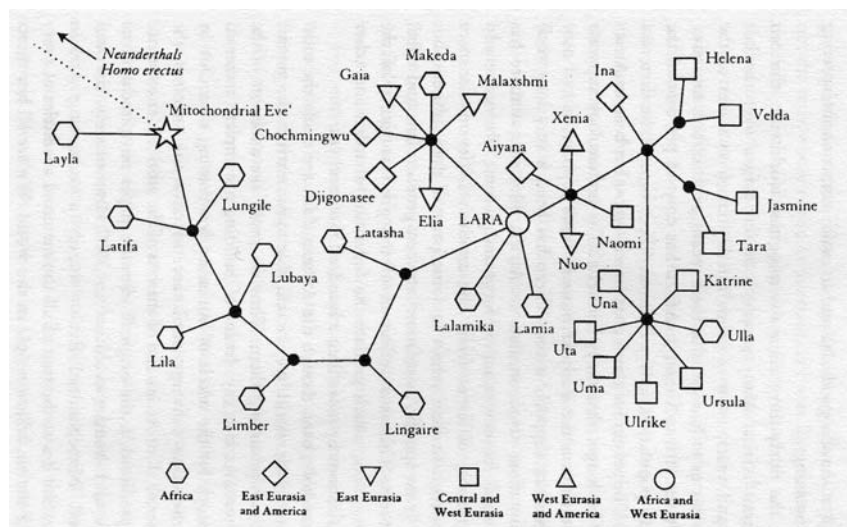 Neanderthals
Homo erectus
'Mitochondrial Eve'
Layla
Lungile
Latifa
Lubaya
Lila
Limber
Lingaire
Latasha
Gaia
Makeda
Malaxshmi
Chochmingwu
Djigonasee
Elia
LARA
Lalamika
Lamia
Aiyana
Xenia
Naomi
Nuo
Ina
Helena
Velda
Jasmine
Tara
Una
Katrine
Uta
Ulla
Uma
Ursula
Ulrike
Africa
East Eurasia
and America
East Eurasia
Central and
West Eurasia
West Eurasia
and America
Africa and
West Eurasia